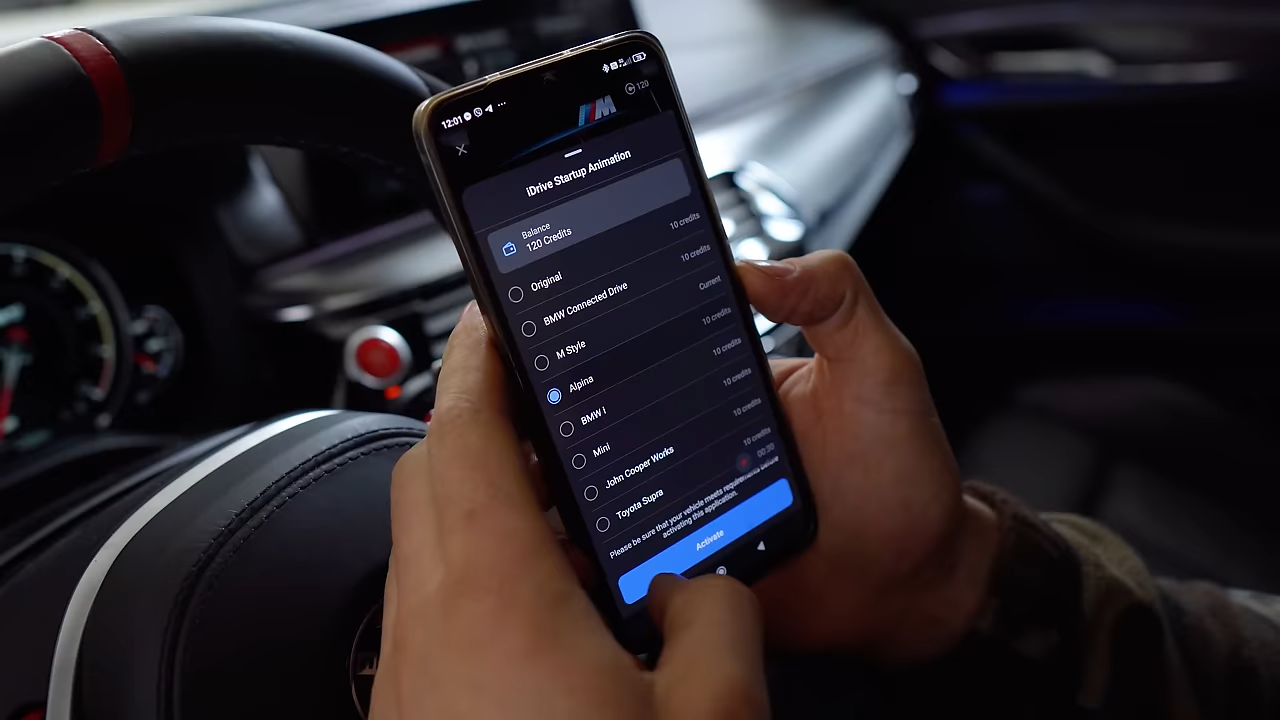 12:01
120
M
iDrive Startup Animation
Balance
120 Credits
Original 10 credits
BMW Connected Drive 10 credits
M Style Current
Alpina 10 credits
BMW i 10 credits
Mini 10 credits
John Cooper Works 10 credits
Toyota Supra 10 credits
00:30
Please be sure that your vehicle meets requirements before
activating this application.
Activate